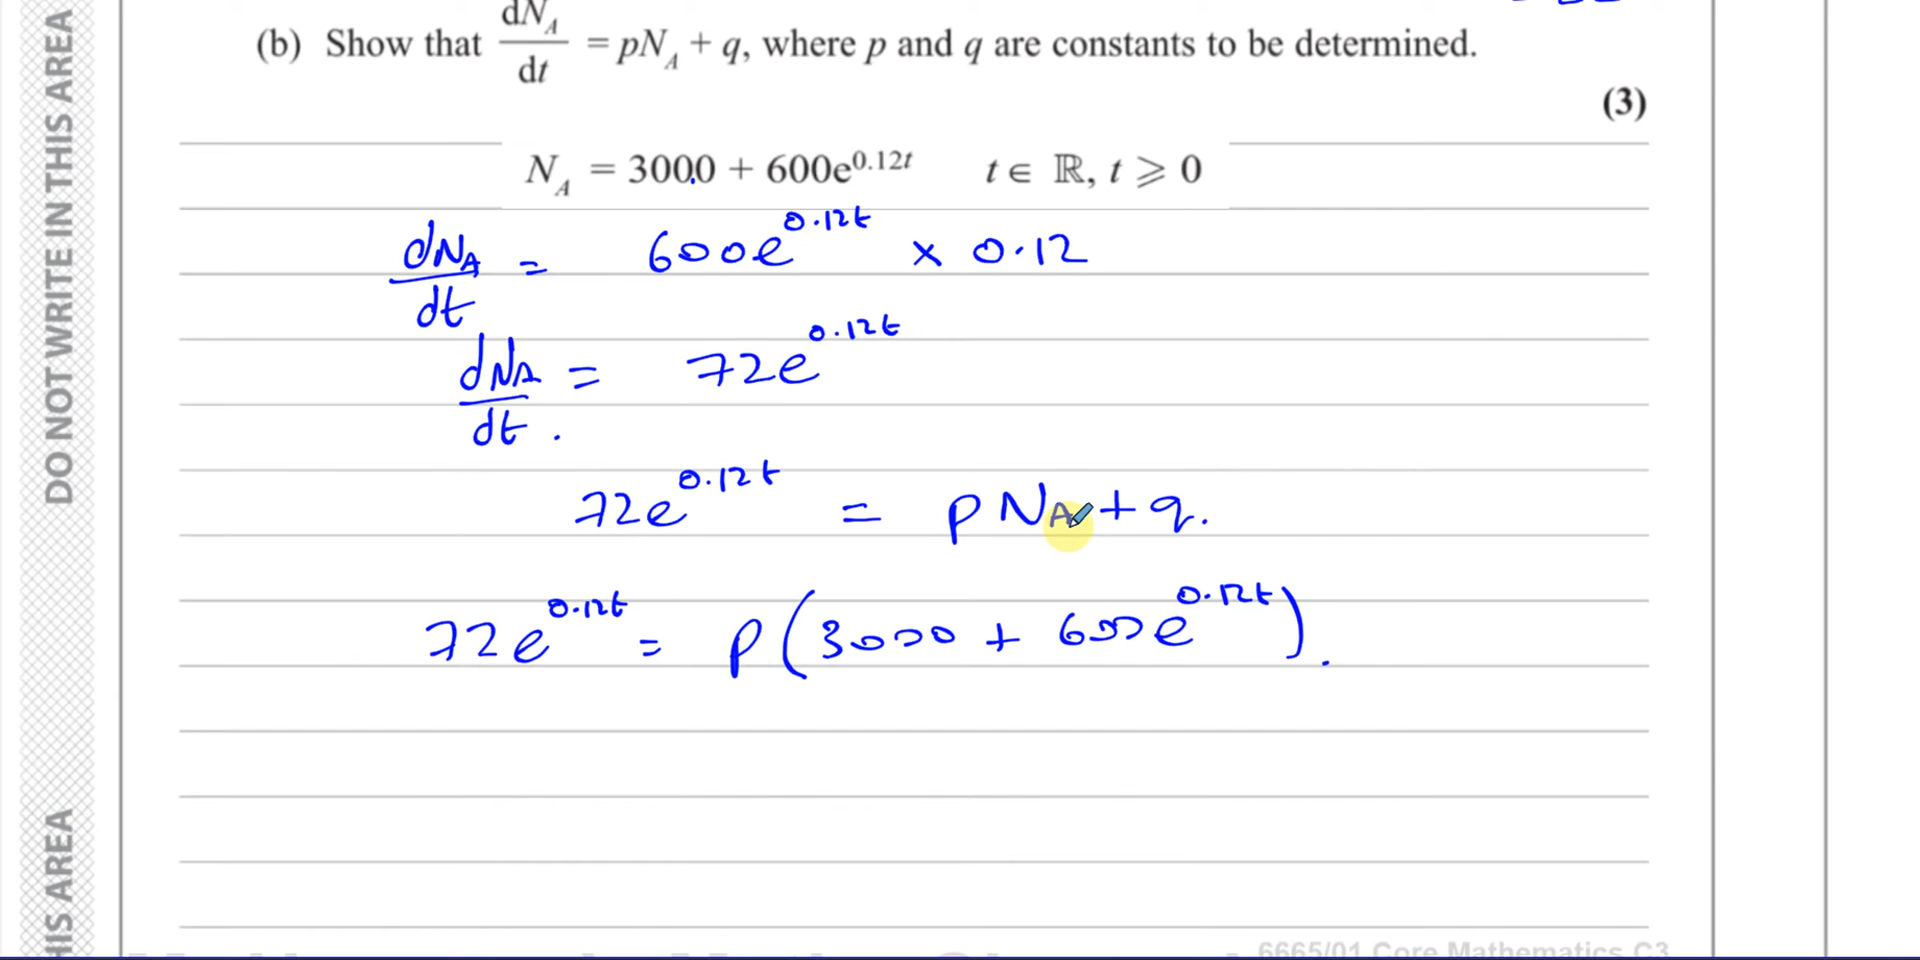 dN_A
(b) Show that ― = pN_A + q, where p and q are constants to be determined.
dt
(3)
N_A = 3000 + 600e^0.12t t ∈ ℝ, t ⩾ 0
dN_A/dt = 600e^0.12t × 0.12
dN_A/dt = 72e^0.12t
72e^0.12t = pN_A + q.
72e^0.12t = p(3000 + 600e^0.12t).
6665/01 Core Mathematics C3
DO NOT WRITE IN THIS AREA
HIS AREA